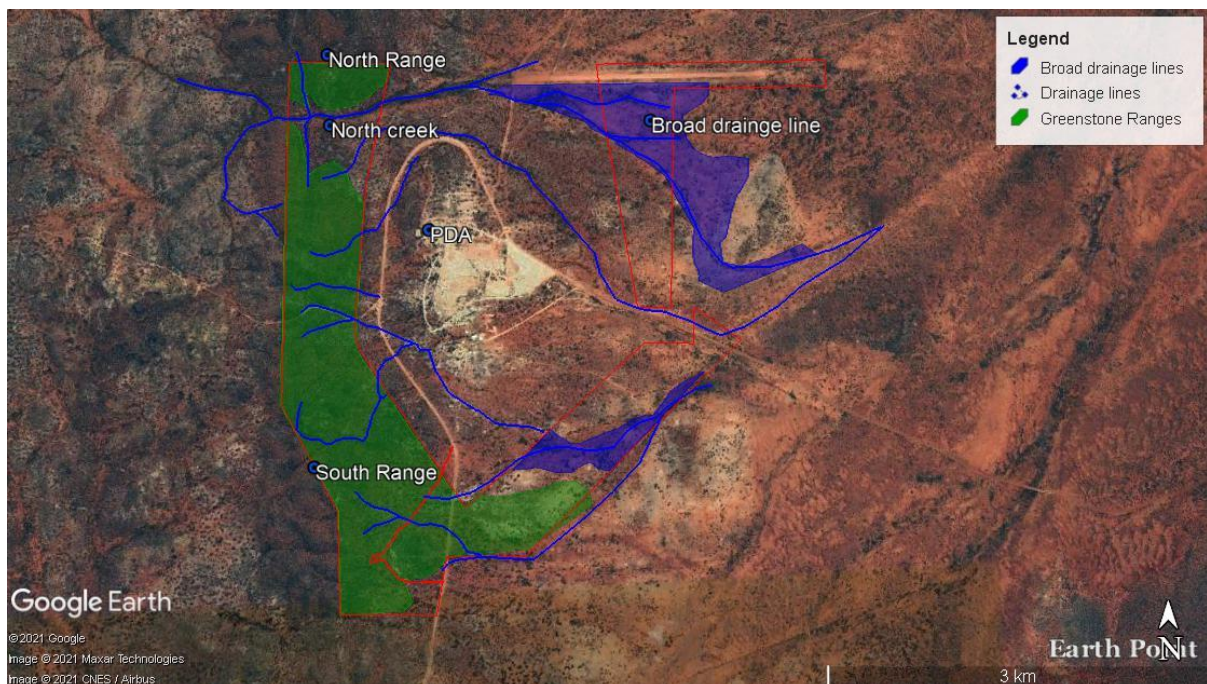 Legend
Broad drainage lines
Drainage lines
Greenstone Ranges
North Range
North creek
Broad drainge line
PDA
South Range
Google Earth
©2021 Google
Image © 2021 Maxar Technologies
Image © 2021 CNES / Airbus
N
Earth Point
3 km